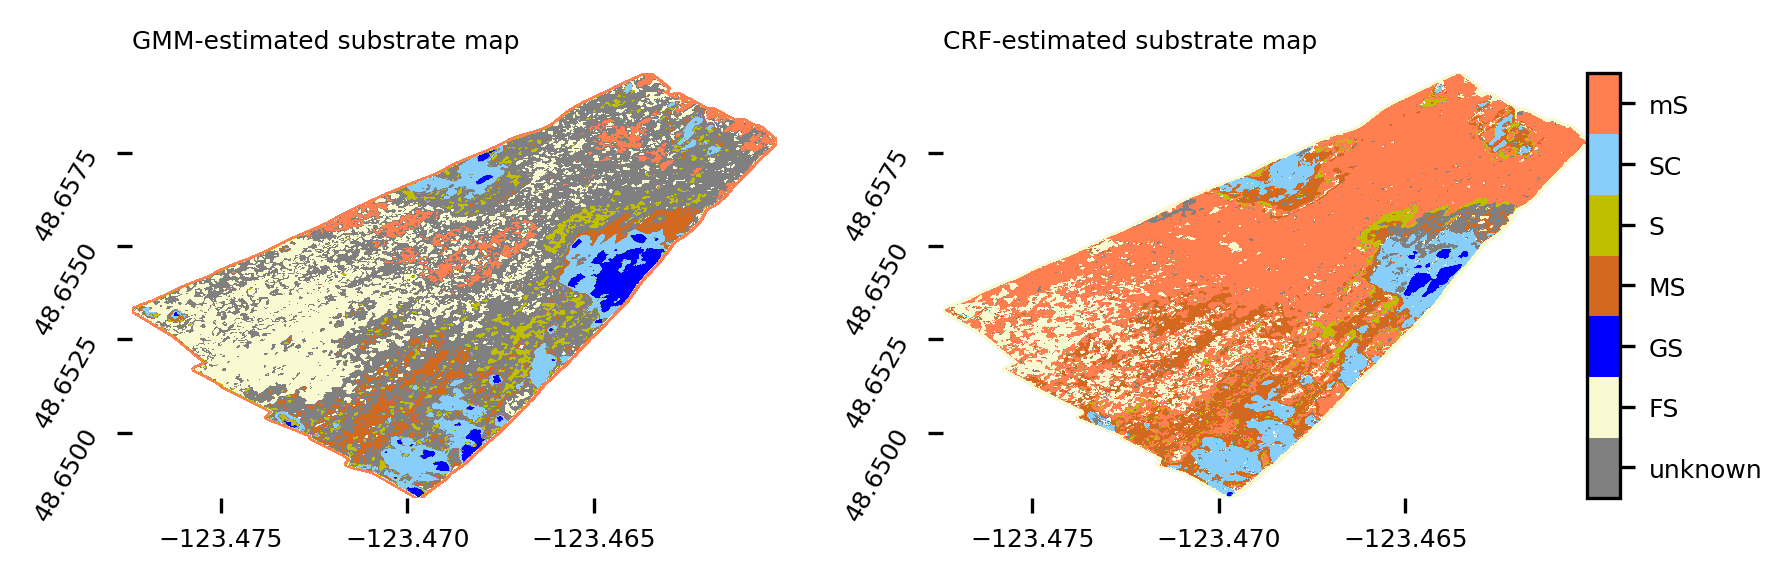 GMM-estimated substrate map
48.6575
48.6550
48.6525
48.6500
−123.475
−123.470
−123.465
CRF-estimated substrate map
48.6575
48.6550
48.6525
48.6500
−123.475
−123.470
−123.465
mS
SC
S
MS
GS
FS
unknown